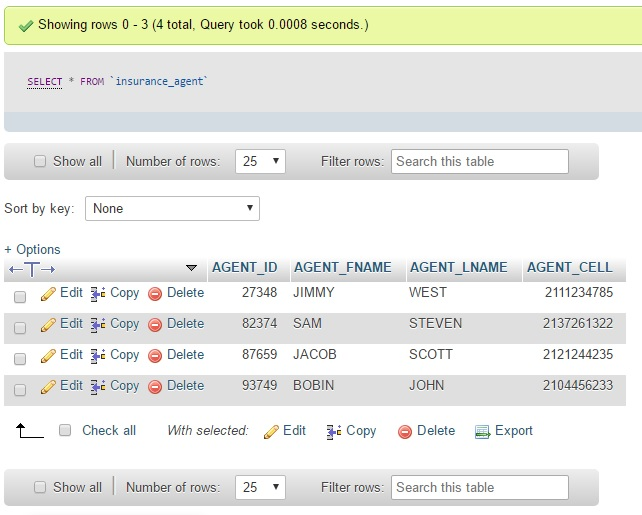 Showing rows 0 - 3 (4 total, Query took 0.0008 seconds.)
SELECT * FROM `insurance_agent`
Show all Number of rows: 25 Filter rows: Search this table
Sort by key: None
+ Options
AGENT_ID AGENT_FNAME AGENT_LNAME AGENT_CELL
Edit Copy Delete 27348 JIMMY WEST 2111234785
Edit Copy Delete 82374 SAM STEVEN 2137261322
Edit Copy Delete 87659 JACOB SCOTT 2121244235
Edit Copy Delete 93749 BOBIN JOHN 2104456233
Check all With selected: Edit Copy Delete Export
Show all Number of rows: 25 Filter rows: Search this table